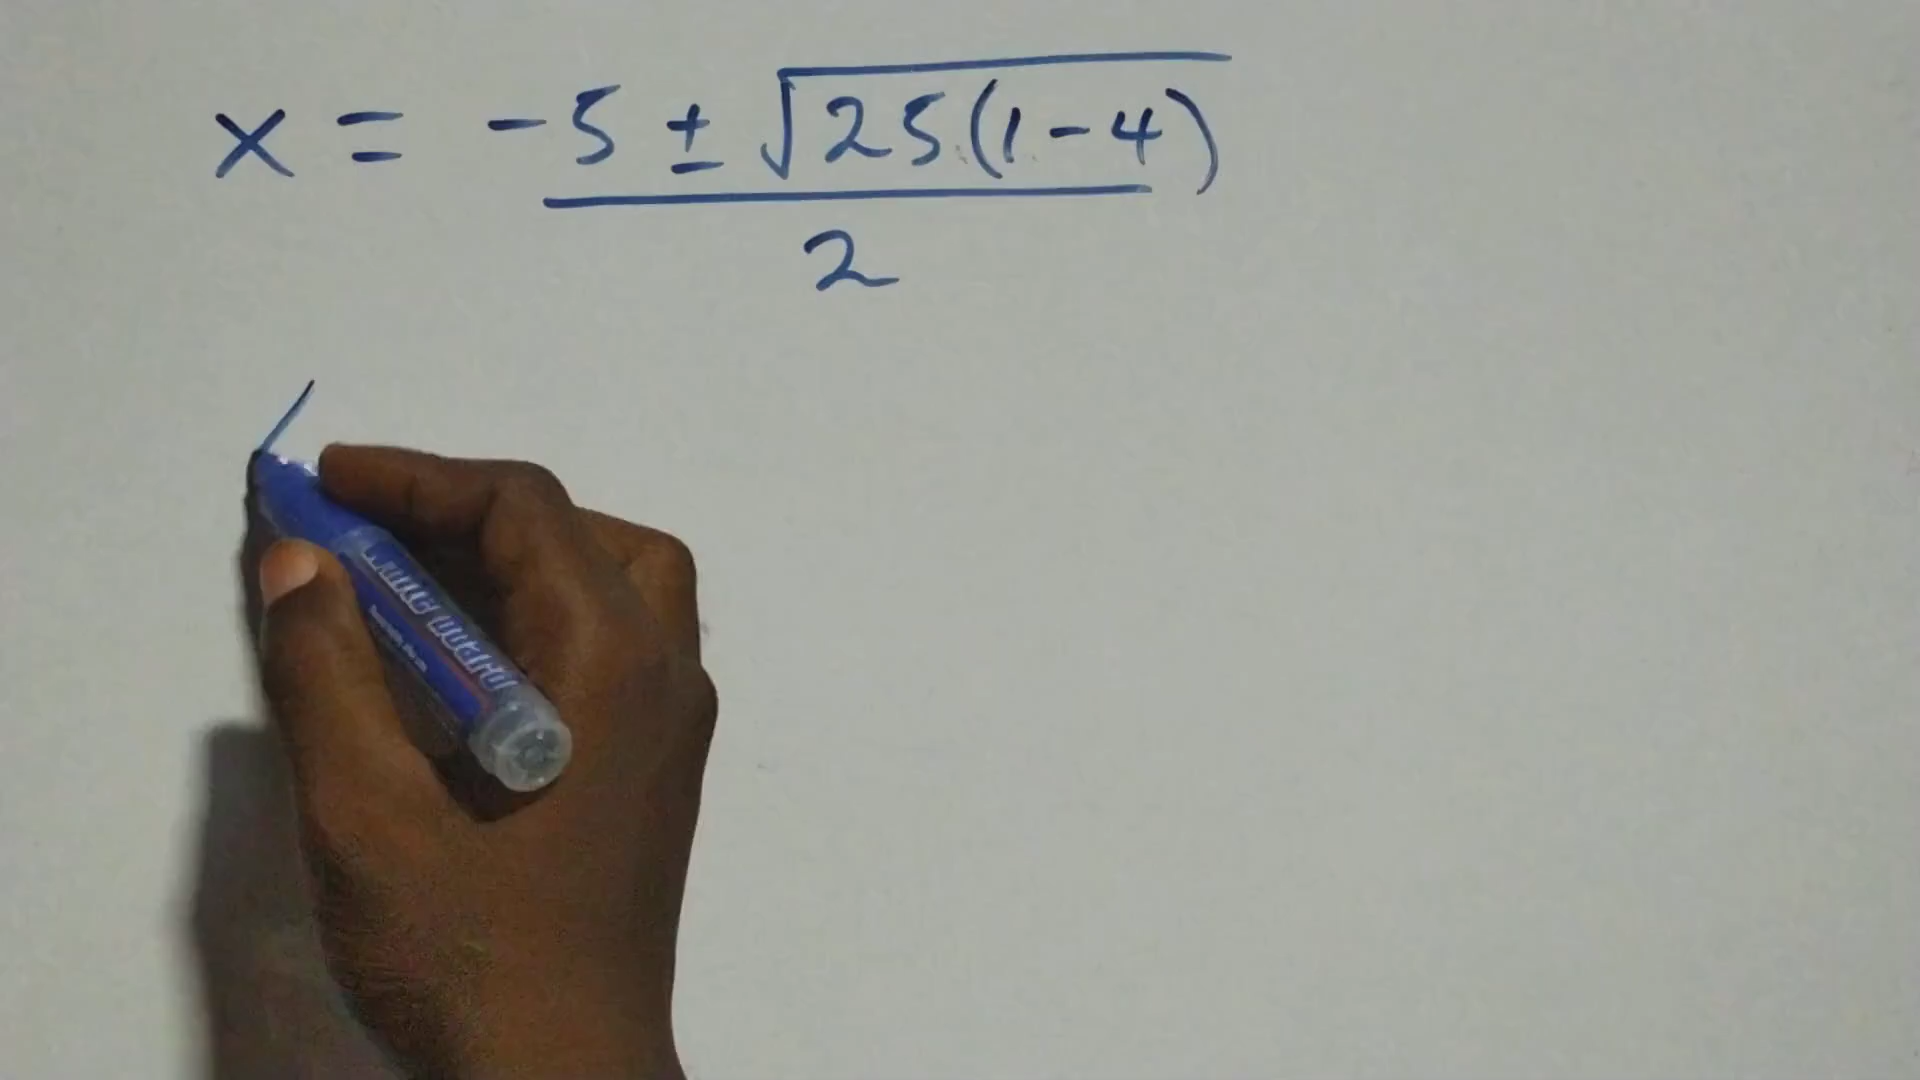 x = -5 ± √25(1-4)
2